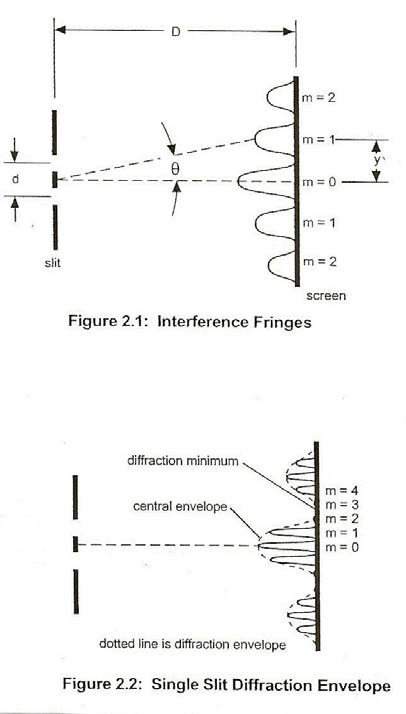 D
m = 2
m = 1
y
d
θ
m = 0
m = 1
slit
m = 2
screen
Figure 2.1: Interference Fringes
diffraction minimum
central envelope
m = 4
m = 3
m = 2
m = 1
m = 0
dotted line is diffraction envelope
Figure 2.2: Single Slit Diffraction Envelope